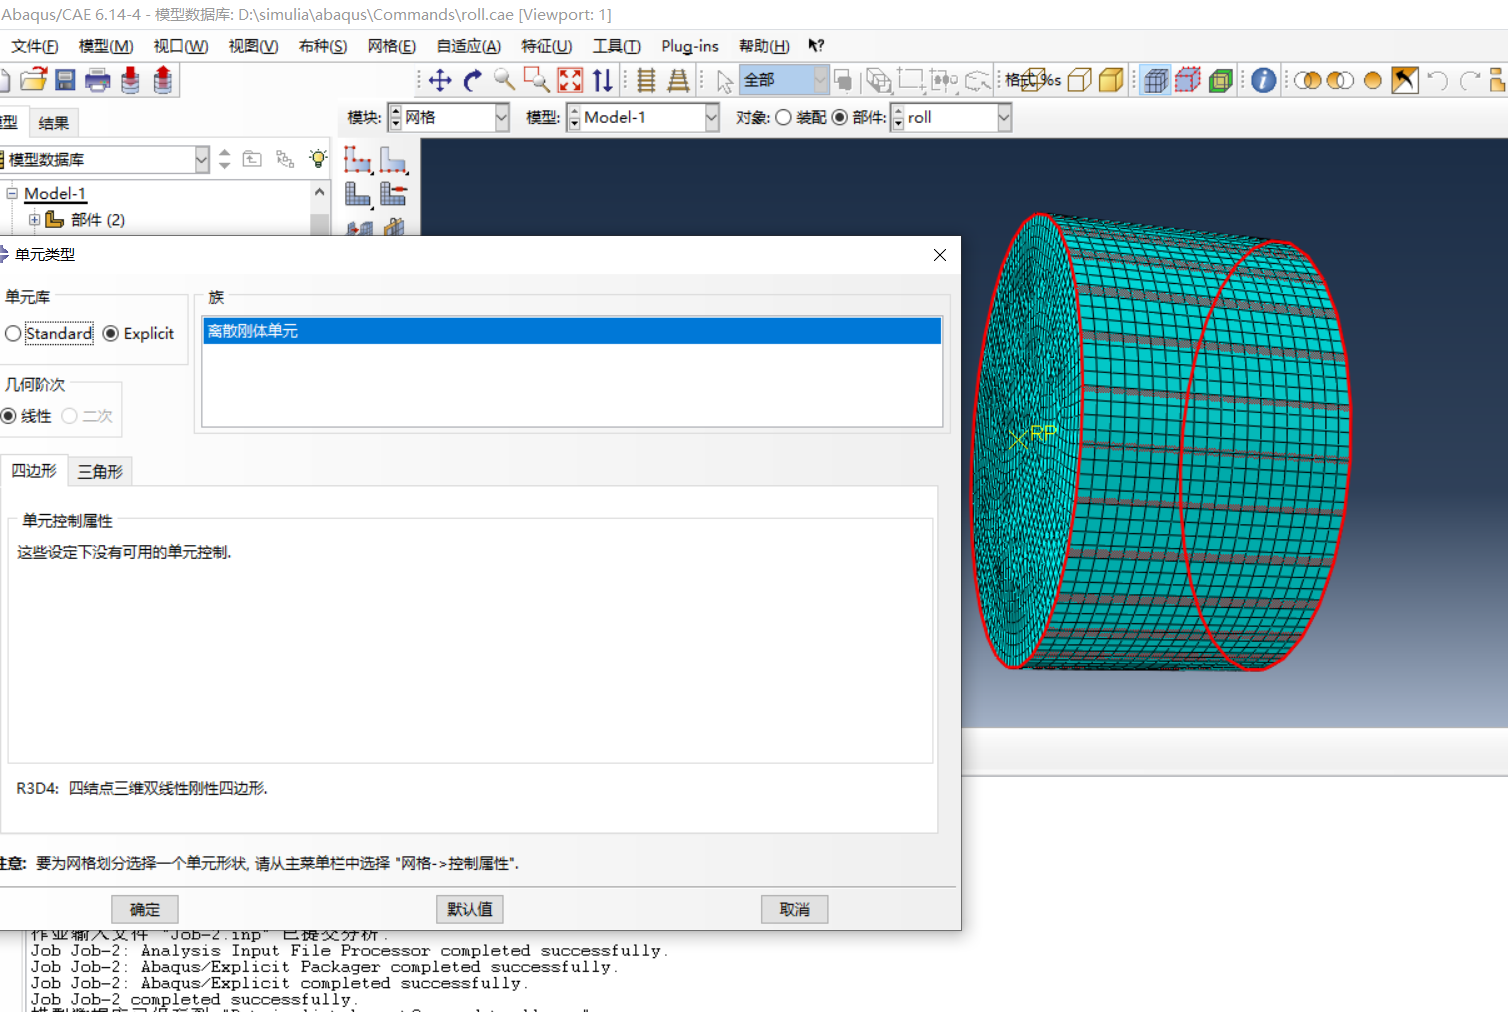 Abaqus/CAE 6.14-4 - 模型数据库: D:\simulia\abaqus\Commands\roll.cae [Viewport: 1]
文件(F) 模型(M) 视口(W) 视图(V) 布种(S) 网格(E) 自适应(A) 特征(U) 工具(T) Plug-ins 帮助(H)
全部 格式%s
型 结果 模块: 网格 模型: Model-1 对象: 装配 部件: roll
模型数据库
Model-1
部件 (2)
单元类型
单元库 族
Standard Explicit 离散刚体单元
几何阶次
线性 二次
四边形 三角形
单元控制属性
这些设定下没有可用的单元控制.
R3D4: 四结点三维双线性刚性四边形.
注意: 要为网格划分选择一个单元形状, 请从主菜单栏中选择 "网格->控制属性".
确定 默认值 取消
RP
作业输入文件 "Job-2.inp" 已提交分析.
Job Job-2: Analysis Input File Processor completed successfully.
Job Job-2: Abaqus/Explicit Packager completed successfully.
Job Job-2: Abaqus/Explicit completed successfully.
Job Job-2 completed successfully.